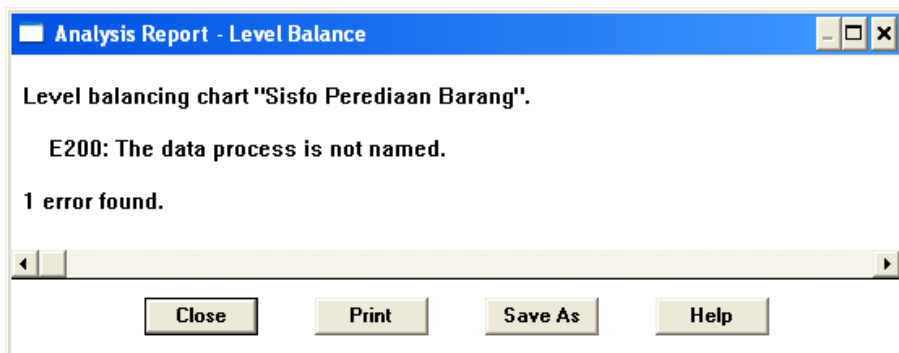 Analysis Report - Level Balance
Level balancing chart "Sisfo Perediaan Barang".
E200: The data process is not named.
1 error found.
Close Print Save As Help